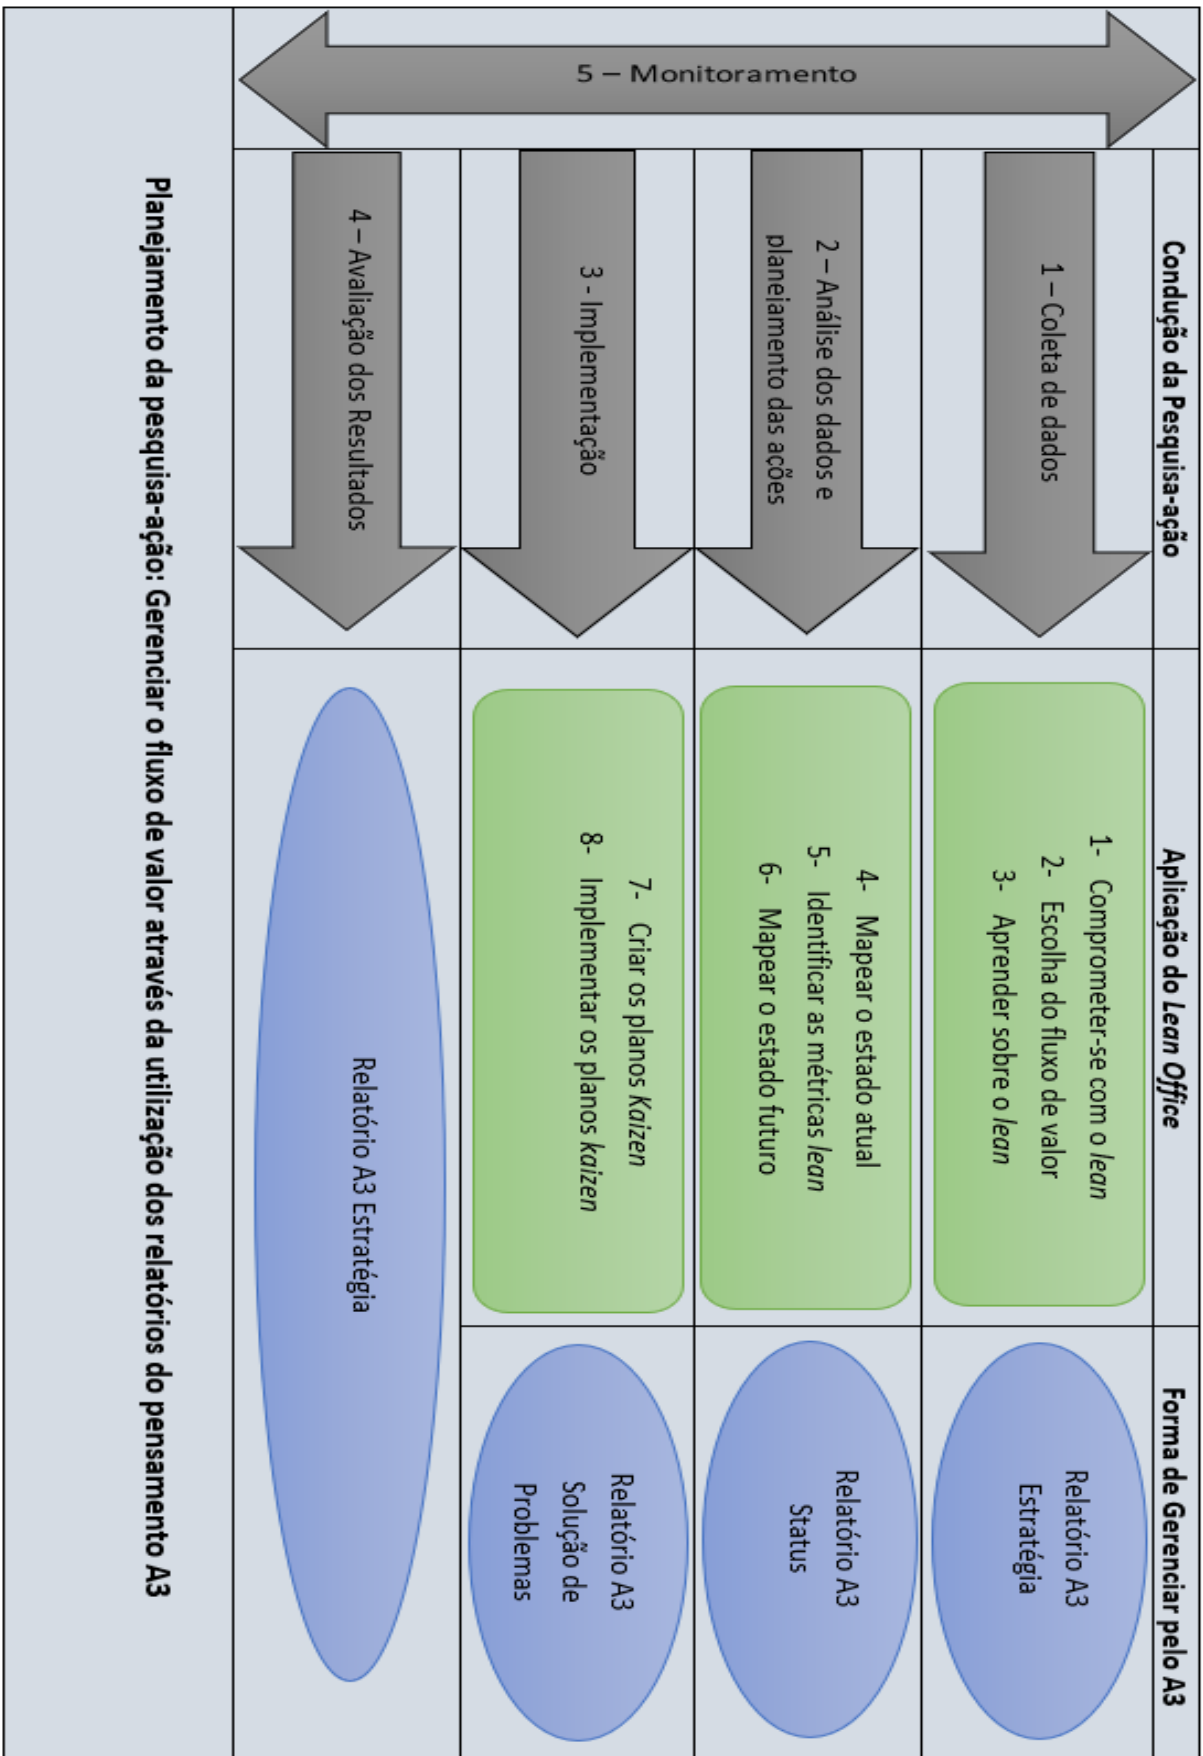 Condução da Pesquisa-ação
Aplicação do Lean Office
Forma de Gerenciar pelo A3
5 – Monitoramento
1 – Coleta de dados
1- Comprometer-se com o lean
2- Escolha do fluxo de valor
3- Aprender sobre o lean
Relatório A3
Estratégia
2 – Análise dos dados e
planejamento das ações
4- Mapear o estado atual
5- Identificar as métricas lean
6- Mapear o estado futuro
Relatório A3
Status
3 - Implementação
7- Criar os planos Kaizen
8- Implementar os planos kaizen
Relatório A3
Solução de
Problemas
4 – Avaliação dos Resultados
Relatório A3 Estratégia
Planejamento da pesquisa-ação: Gerenciar o fluxo de valor através da utilização dos relatórios do pensamento A3